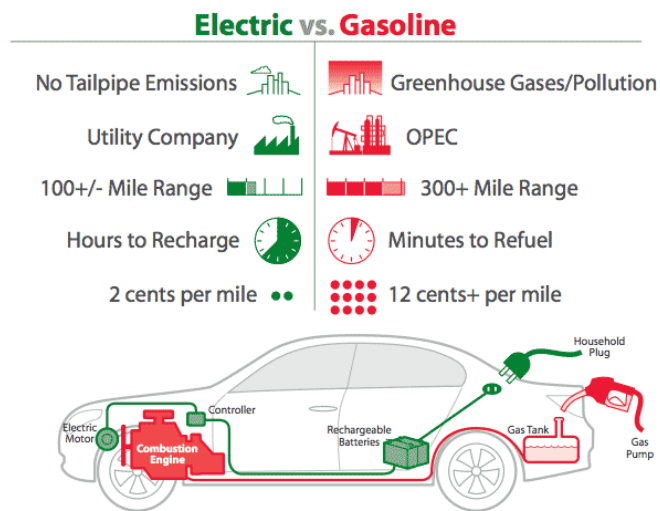 Electric vs. Gasoline
No Tailpipe Emissions
Greenhouse Gases/Pollution
Utility Company
OPEC
100+/- Mile Range
300+ Mile Range
Hours to Recharge
Minutes to Refuel
2 cents per mile
12 cents+ per mile
Household
Plug
Controller
Electric
Motor
Combustion
Engine
Rechargeable
Batteries
Gas Tank
Gas
Pump